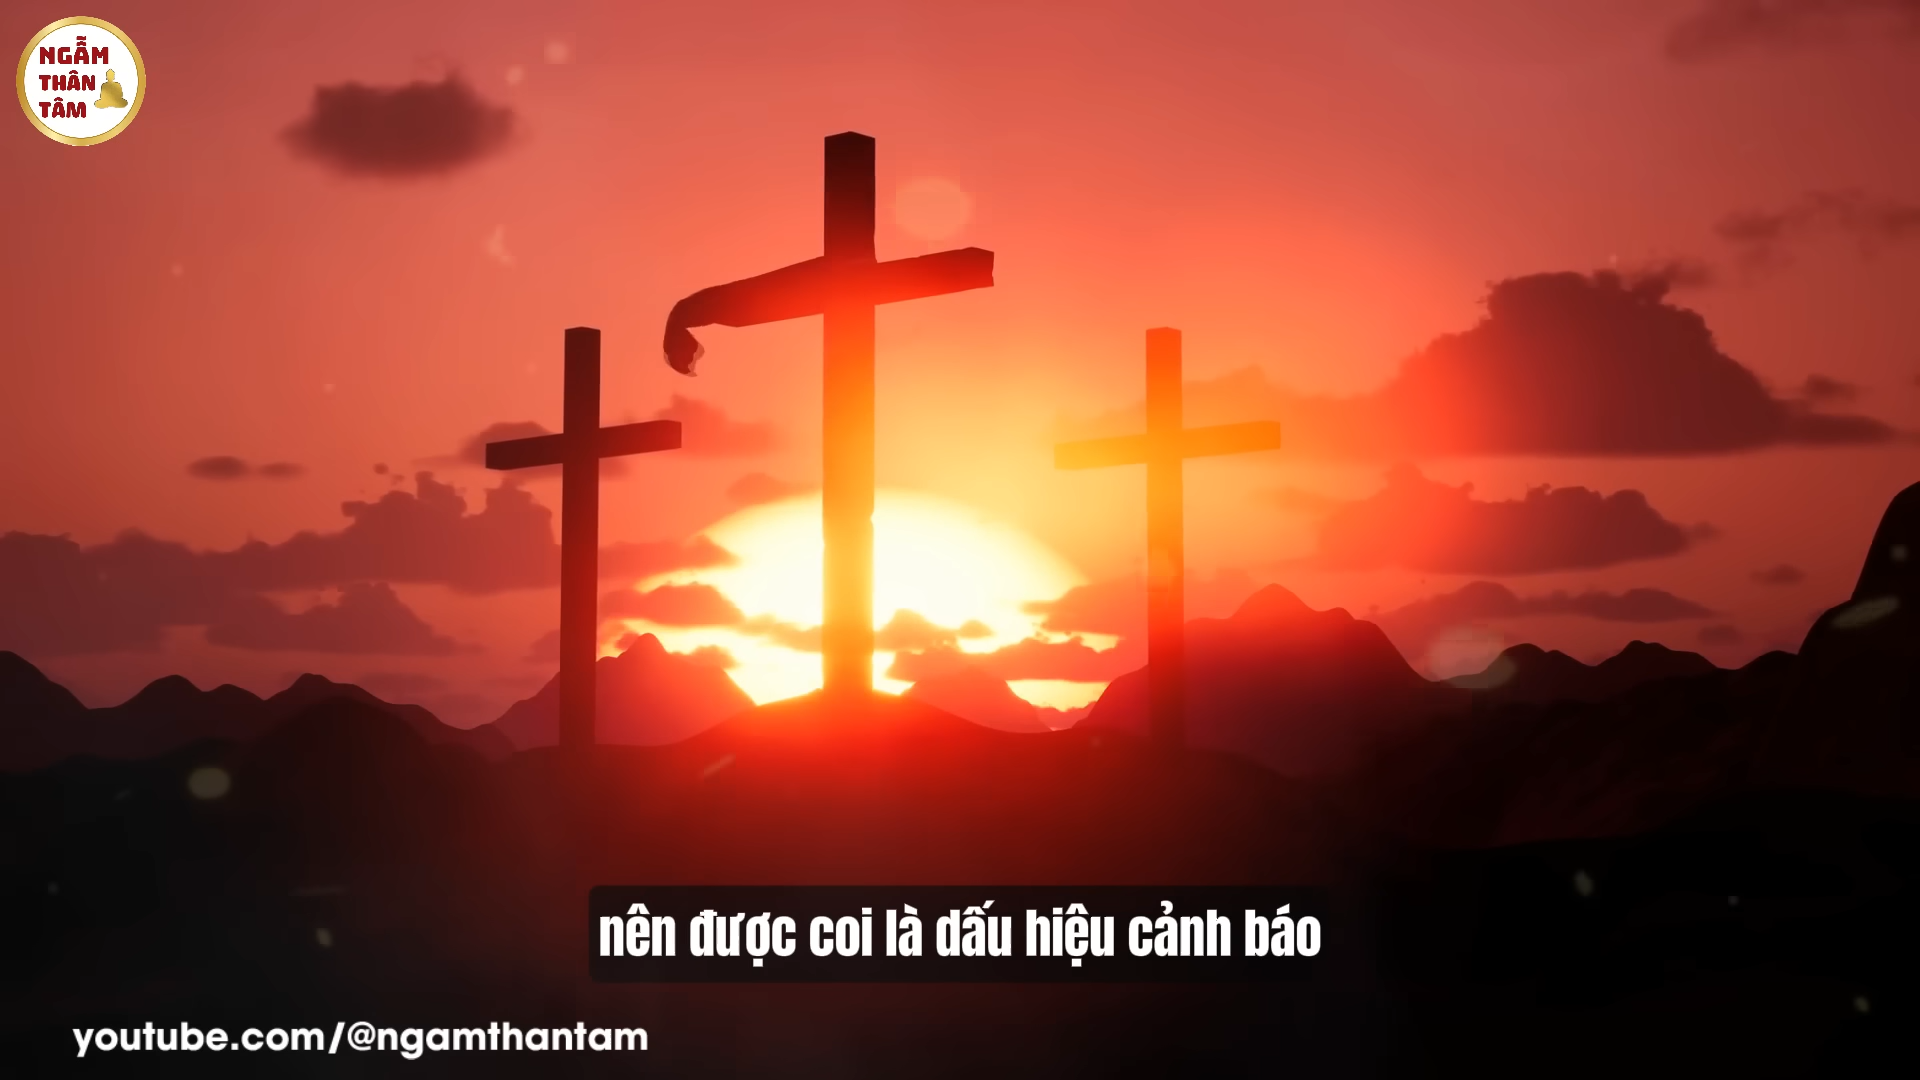 NGẪM
THÂN
TÂM
nên được coi là dấu hiệu cảnh báo
youtube.com/@ngamthantam